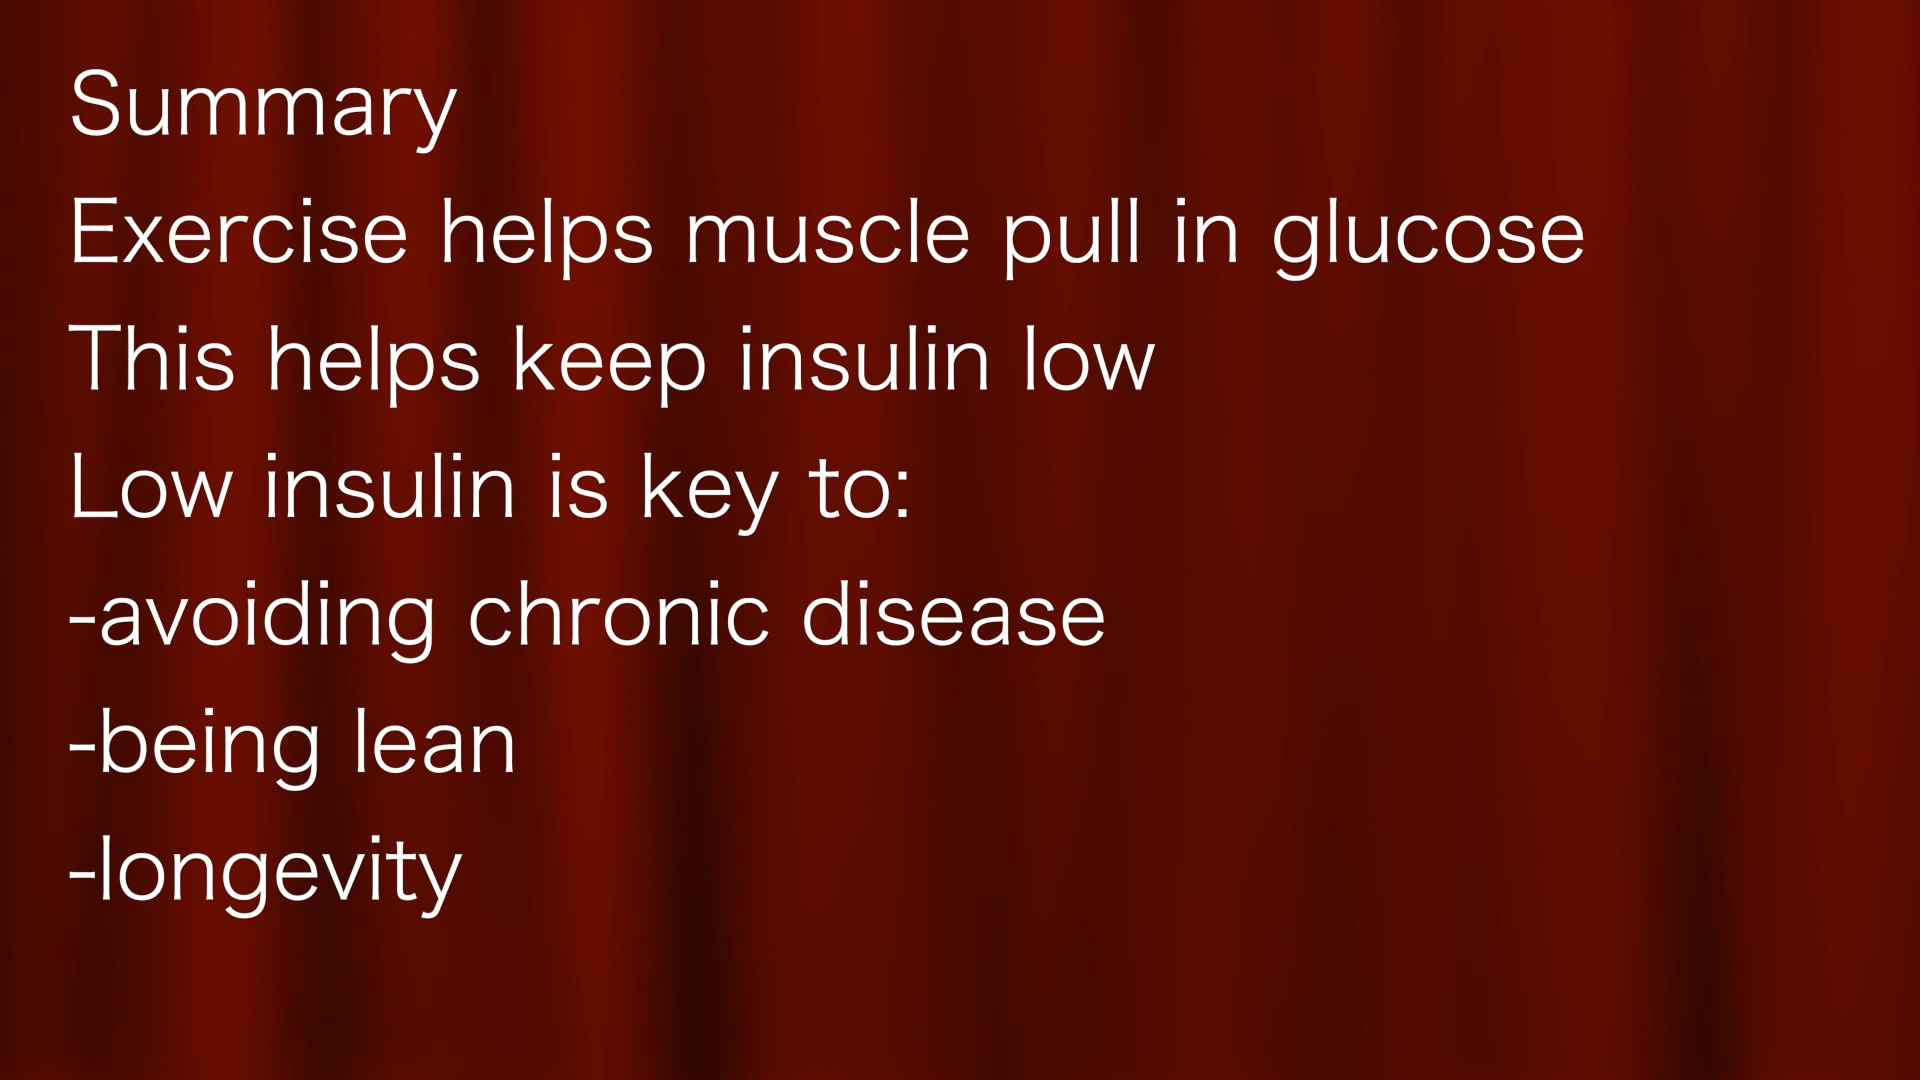 Summary
Exercise helps muscle pull in glucose
This helps keep insulin low
Low insulin is key to:
-avoiding chronic disease
-being lean
-longevity